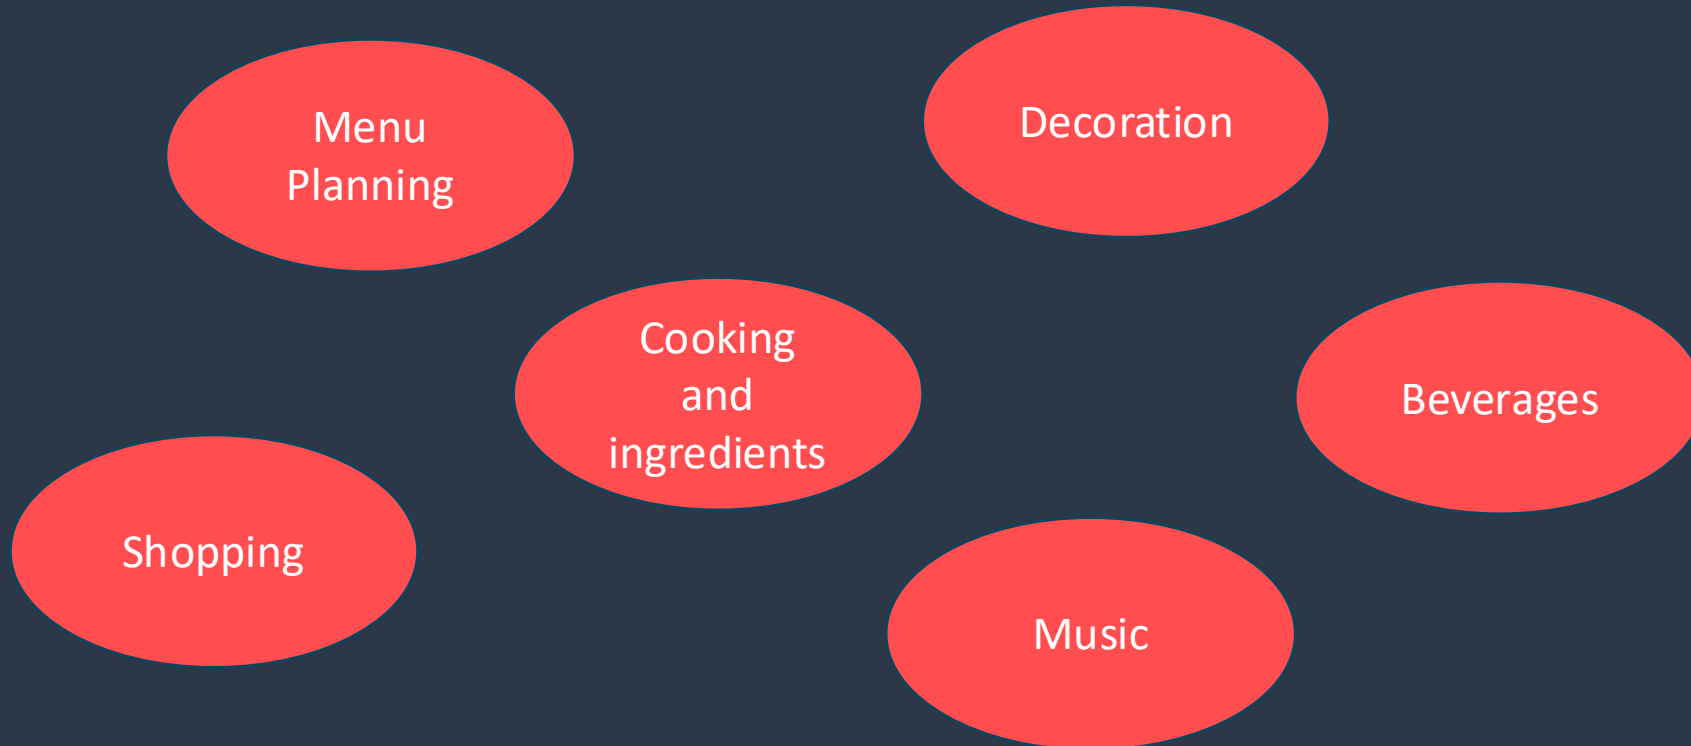 Menu
Planning
Decoration
Cooking
and
ingredients
Beverages
Shopping
Music